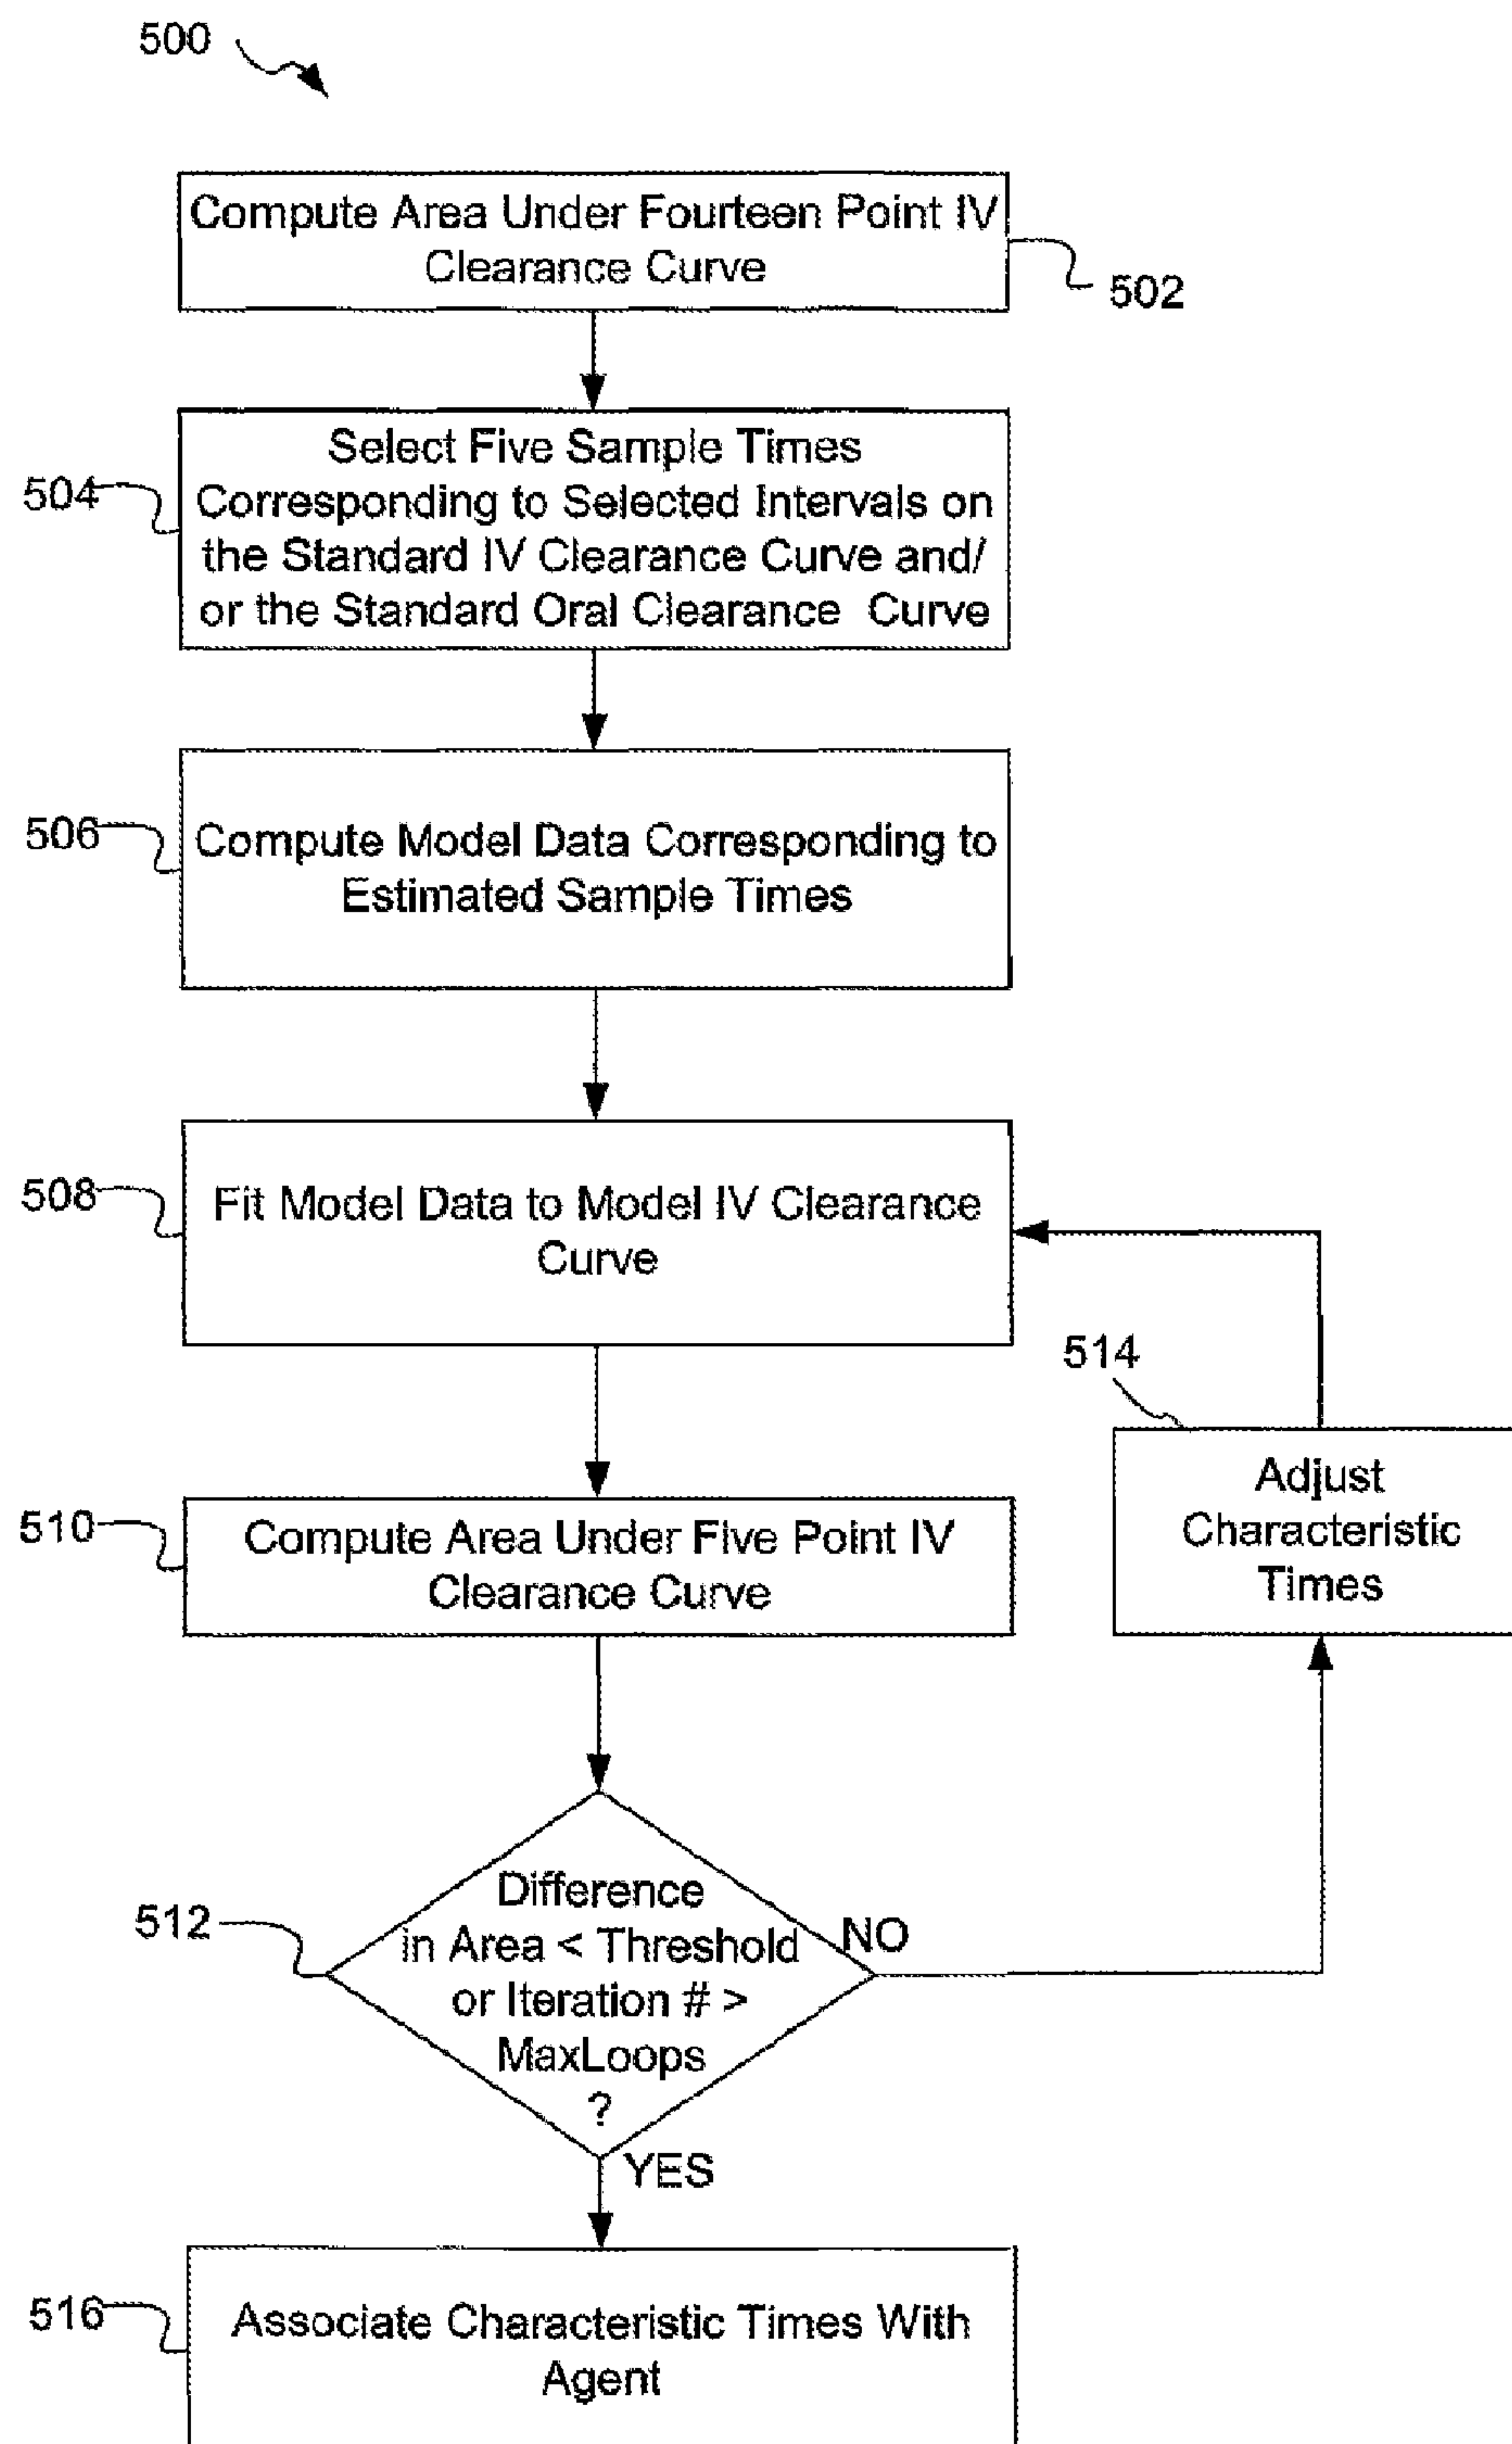 500
Compute Area Under Fourteen Point IV
Clearance Curve
502
504
Select Five Sample Times
Corresponding to Selected Intervals on
the Standard IV Clearance Curve and/
or the Standard Oral Clearance Curve
506
Compute Model Data Corresponding to
Estimated Sample Times
508
Fit Model Data to Model IV Clearance
Curve
514
Adjust
Characteristic
Times
510
Compute Area Under Five Point IV
Clearance Curve
512
Difference
in Area < Threshold
or Iteration # >
MaxLoops
?
NO
YES
516
Associate Characteristic Times With
Agent